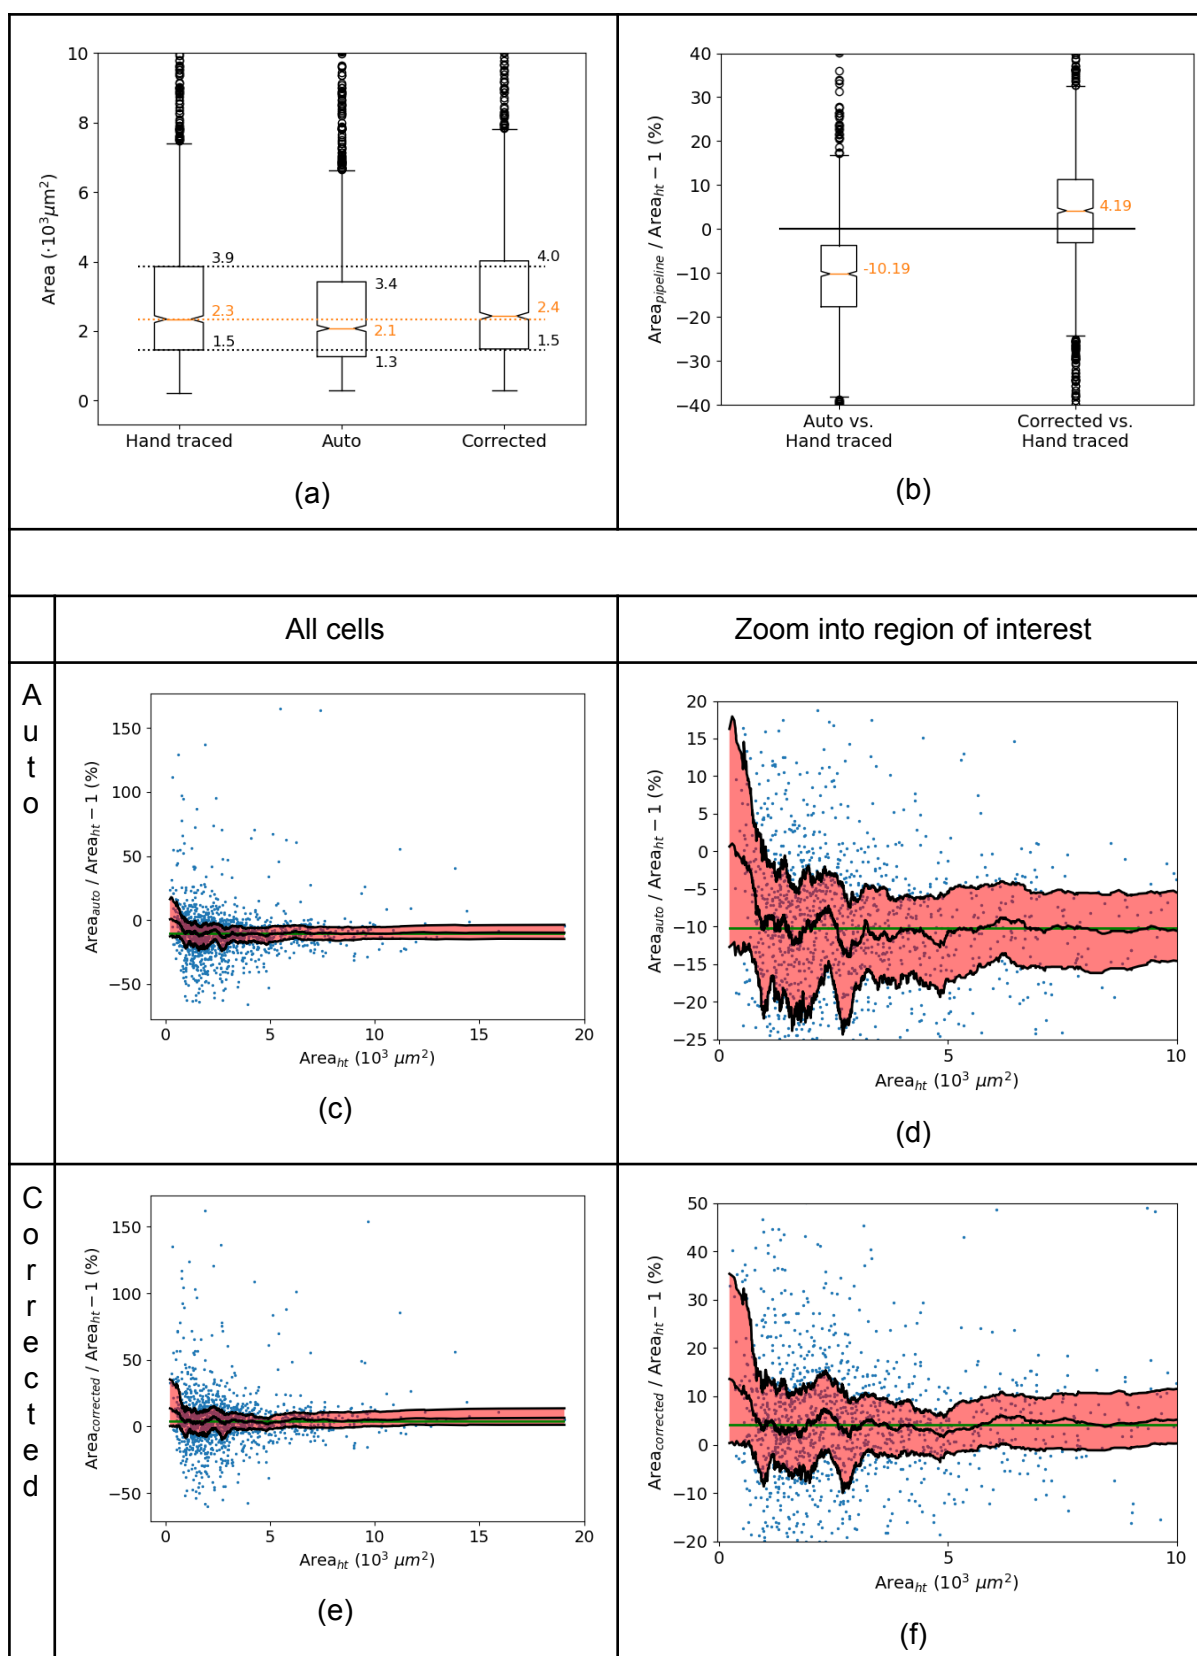 10
8
6
4
2
0
Area (·10³μm²)
3.9
2.3
1.5
3.4
2.1
1.3
4.0
2.4
1.5
Hand traced
Auto
Corrected
(a)
40
30
20
10
0
−10
−20
−30
−40
Area_pipeline / Area_ht − 1 (%)
-10.19
4.19
Auto vs.
Hand traced
Corrected vs.
Hand traced
(b)
All cells
Zoom into region of interest
A
u
t
o
150
100
50
0
−50
Area_auto / Area_ht − 1 (%)
0
5
10
15
20
Area_ht (10³ μm²)
(c)
20
15
10
5
0
−5
−10
−15
−20
−25
Area_auto / Area_ht − 1 (%)
0
5
10
Area_ht (10³ μm²)
(d)
C
o
r
r
e
c
t
e
d
150
100
50
0
−50
Area_corrected / Area_ht − 1 (%)
0
5
10
15
20
Area_ht (10³ μm²)
(e)
50
40
30
20
10
0
−10
−20
Area_corrected / Area_ht − 1 (%)
0
5
10
Area_ht (10³ μm²)
(f)